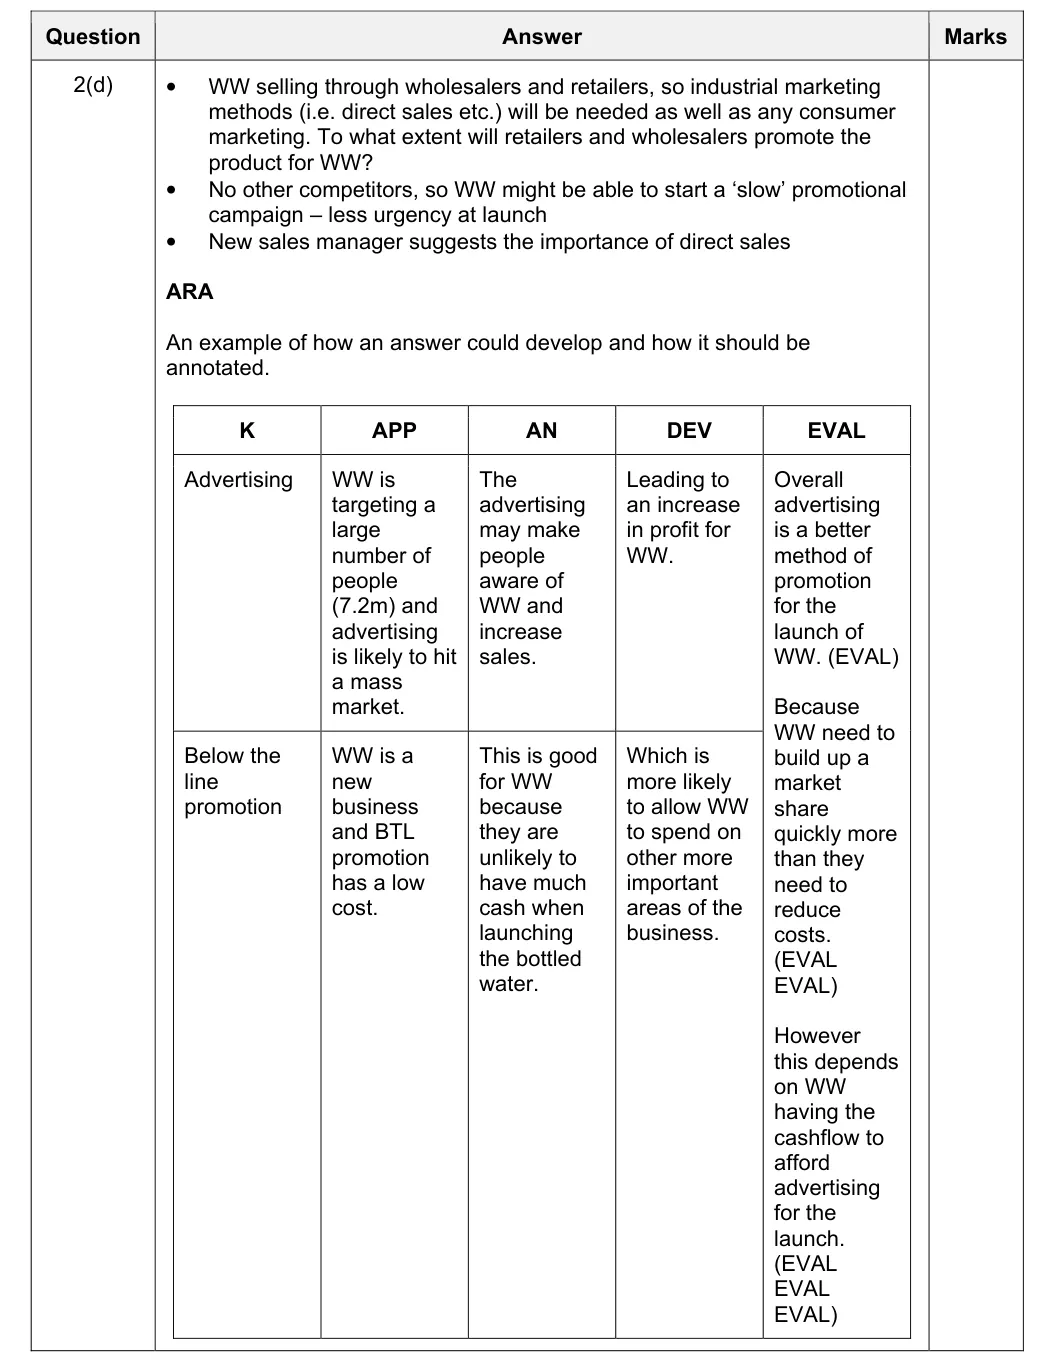 Question Answer Marks
2(d)
• WW selling through wholesalers and retailers, so industrial marketing
methods (i.e. direct sales etc.) will be needed as well as any consumer
marketing. To what extent will retailers and wholesalers promote the
product for WW?
• No other competitors, so WW might be able to start a ‘slow’ promotional
campaign – less urgency at launch
• New sales manager suggests the importance of direct sales
ARA
An example of how an answer could develop and how it should be
annotated.
K APP AN DEV EVAL
Advertising
WW is
targeting a
large
number of
people
(7.2m) and
advertising
is likely to hit
a mass
market.
The
advertising
may make
people
aware of
WW and
increase
sales.
Leading to
an increase
in profit for
WW.
Overall
advertising
is a better
method of
promotion
for the
launch of
WW. (EVAL)
Because
WW need to
build up a
market
share
quickly more
than they
need to
reduce
costs.
(EVAL
EVAL)
However
this depends
on WW
having the
cashflow to
afford
advertising
for the
launch.
(EVAL
EVAL
EVAL)
Below the
line
promotion
WW is a
new
business
and BTL
promotion
has a low
cost.
This is good
for WW
because
they are
unlikely to
have much
cash when
launching
the bottled
water.
Which is
more likely
to allow WW
to spend on
other more
important
areas of the
business.